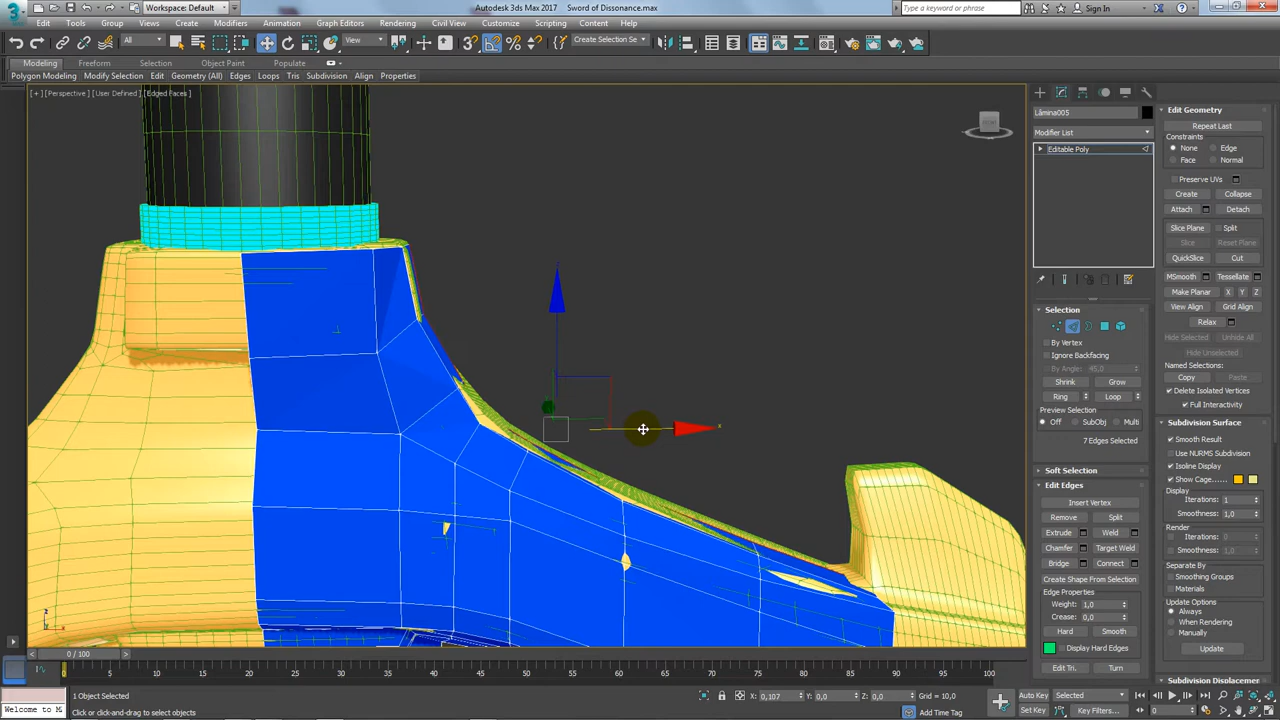 Workspace: Default
Autodesk 3ds Max 2017    Sword of Dissonance.max
Type a keyword or phrase
Sign In
Edit Tools Group Views Create Modifiers Animation Graph Editors Rendering Civil View Customize Scripting Content Help
All
View
Create Selection Se
Modeling Freeform Selection Object Paint Populate
Polygon Modeling Modify Selection Edit Geometry (All) Edges Loops Tris Subdivision Align Properties
[ + ] [Perspective ] [User Defined ] [Edged Faces ]
FRONT
x
z
x
Lâmina005
Modifier List
Editable Poly
Selection
By Vertex
Ignore Backfacing
By Angle: 45,0
Shrink Grow
Ring Loop
Preview Selection
Off SubObj Multi
7 Edges Selected
Soft Selection
Edit Edges
Insert Vertex
Remove Split
Extrude Weld
Chamfer Target Weld
Bridge Connect
Create Shape From Selection
Edge Properties
Weight: 1,0
Crease: 0,0
Hard Smooth
Display Hard Edges
Edit Tri. Turn
Edit Geometry
Repeat Last
Constraints
None Edge
Face Normal
Preserve UVs
Create Collapse
Attach Detach
Slice Plane Split
Slice Reset Plane
QuickSlice Cut
MSmooth Tessellate
Make Planar X Y Z
View Align Grid Align
Relax
Hide Selected Unhide All
Hide Unselected
Named Selections:
Copy Paste
Delete Isolated Vertices
Full Interactivity
Subdivision Surface
Smooth Result
Use NURMS Subdivision
Isoline Display
Show Cage......
Display
Iterations: 1
Smoothness: 1,0
Render
Iterations: 0
Smoothness: 1,0
Separate By
Smoothing Groups
Materials
Update Options
Always
When Rendering
Manually
Update
Subdivision Displacement
0 / 100
0 5 10 15 20 25 30 35 40 45 50 55 60 65 70 75 80 85 90 95 100
1 Object Selected
X: 0,107 Y: 0,0 Z: 0,0 Grid = 10,0
Auto Key Selected
Welcome to M
Click or click-and-drag to select objects
Add Time Tag
Set Key Key Filters...
0